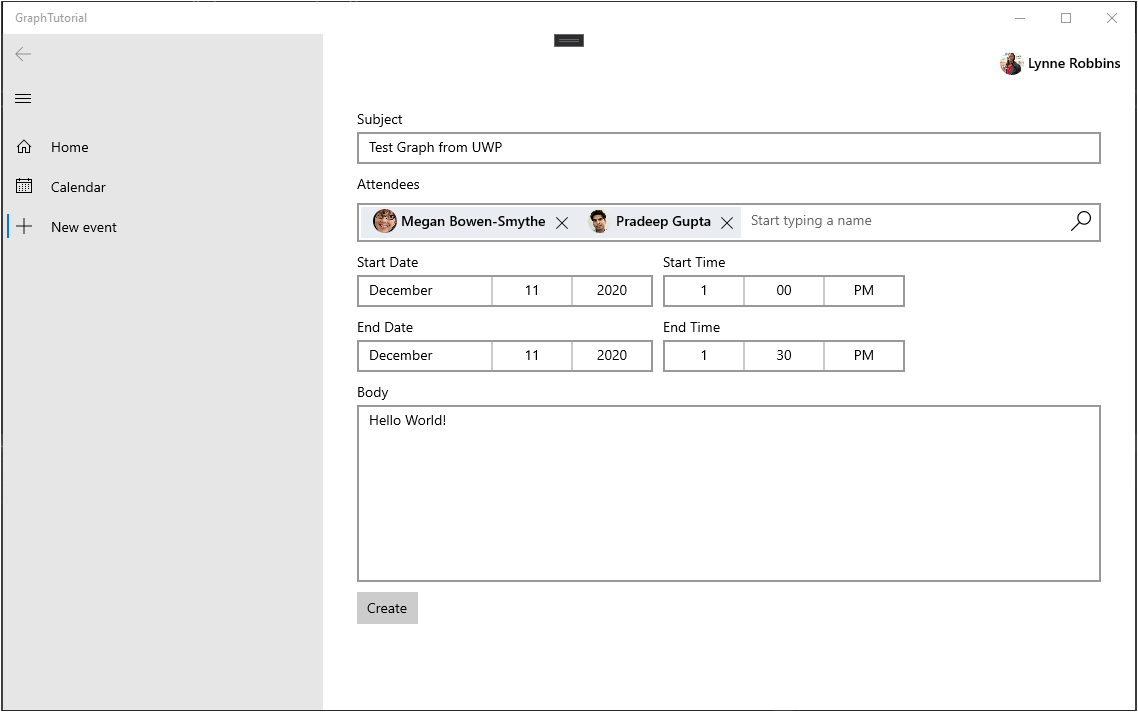 GraphTutorial
Lynne Robbins
Home
Calendar
New event
Subject
Test Graph from UWP
Attendees
Megan Bowen-Smythe Pradeep Gupta Start typing a name
Start Date Start Time
December 11 2020 1 00 PM
End Date End Time
December 11 2020 1 30 PM
Body
Hello World!
Create